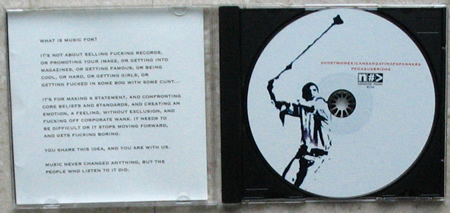 WHAT IS MUSIC FOR?
IT'S NOT ABOUT SELLING FUCKING RECORDS,
OR PROMOTING YOUR IMAGE, OR GETTING INTO
MAGAZINES, OR GETTING FAMOUS, OR BEING
COOL, OR HARD, OR GETTING GIRLS, OR
GETTING FUCKED IN SOME BOG WITH SOME CUNT...
IT'S FOR MAKING A STATEMENT, AND CONFRONTING
CORE BELIEFS AND STANDARDS, AND CREATING AN
EMOTION, A FEELING, WITHOUT EXCLUSION, AND
FUCKING OFF CORPORATE WANK. IT NEEDS TO
BE DIFFICULT OR IT STOPS MOVING FORWARD,
AND GETS FUCKING BORING.
YOU SHARE THIS IDEA, AND YOU ARE WITH US.
MUSIC NEVER CHANGED ANYTHING, BUT THE
PEOPLE WHO LISTEN TO IT DID.